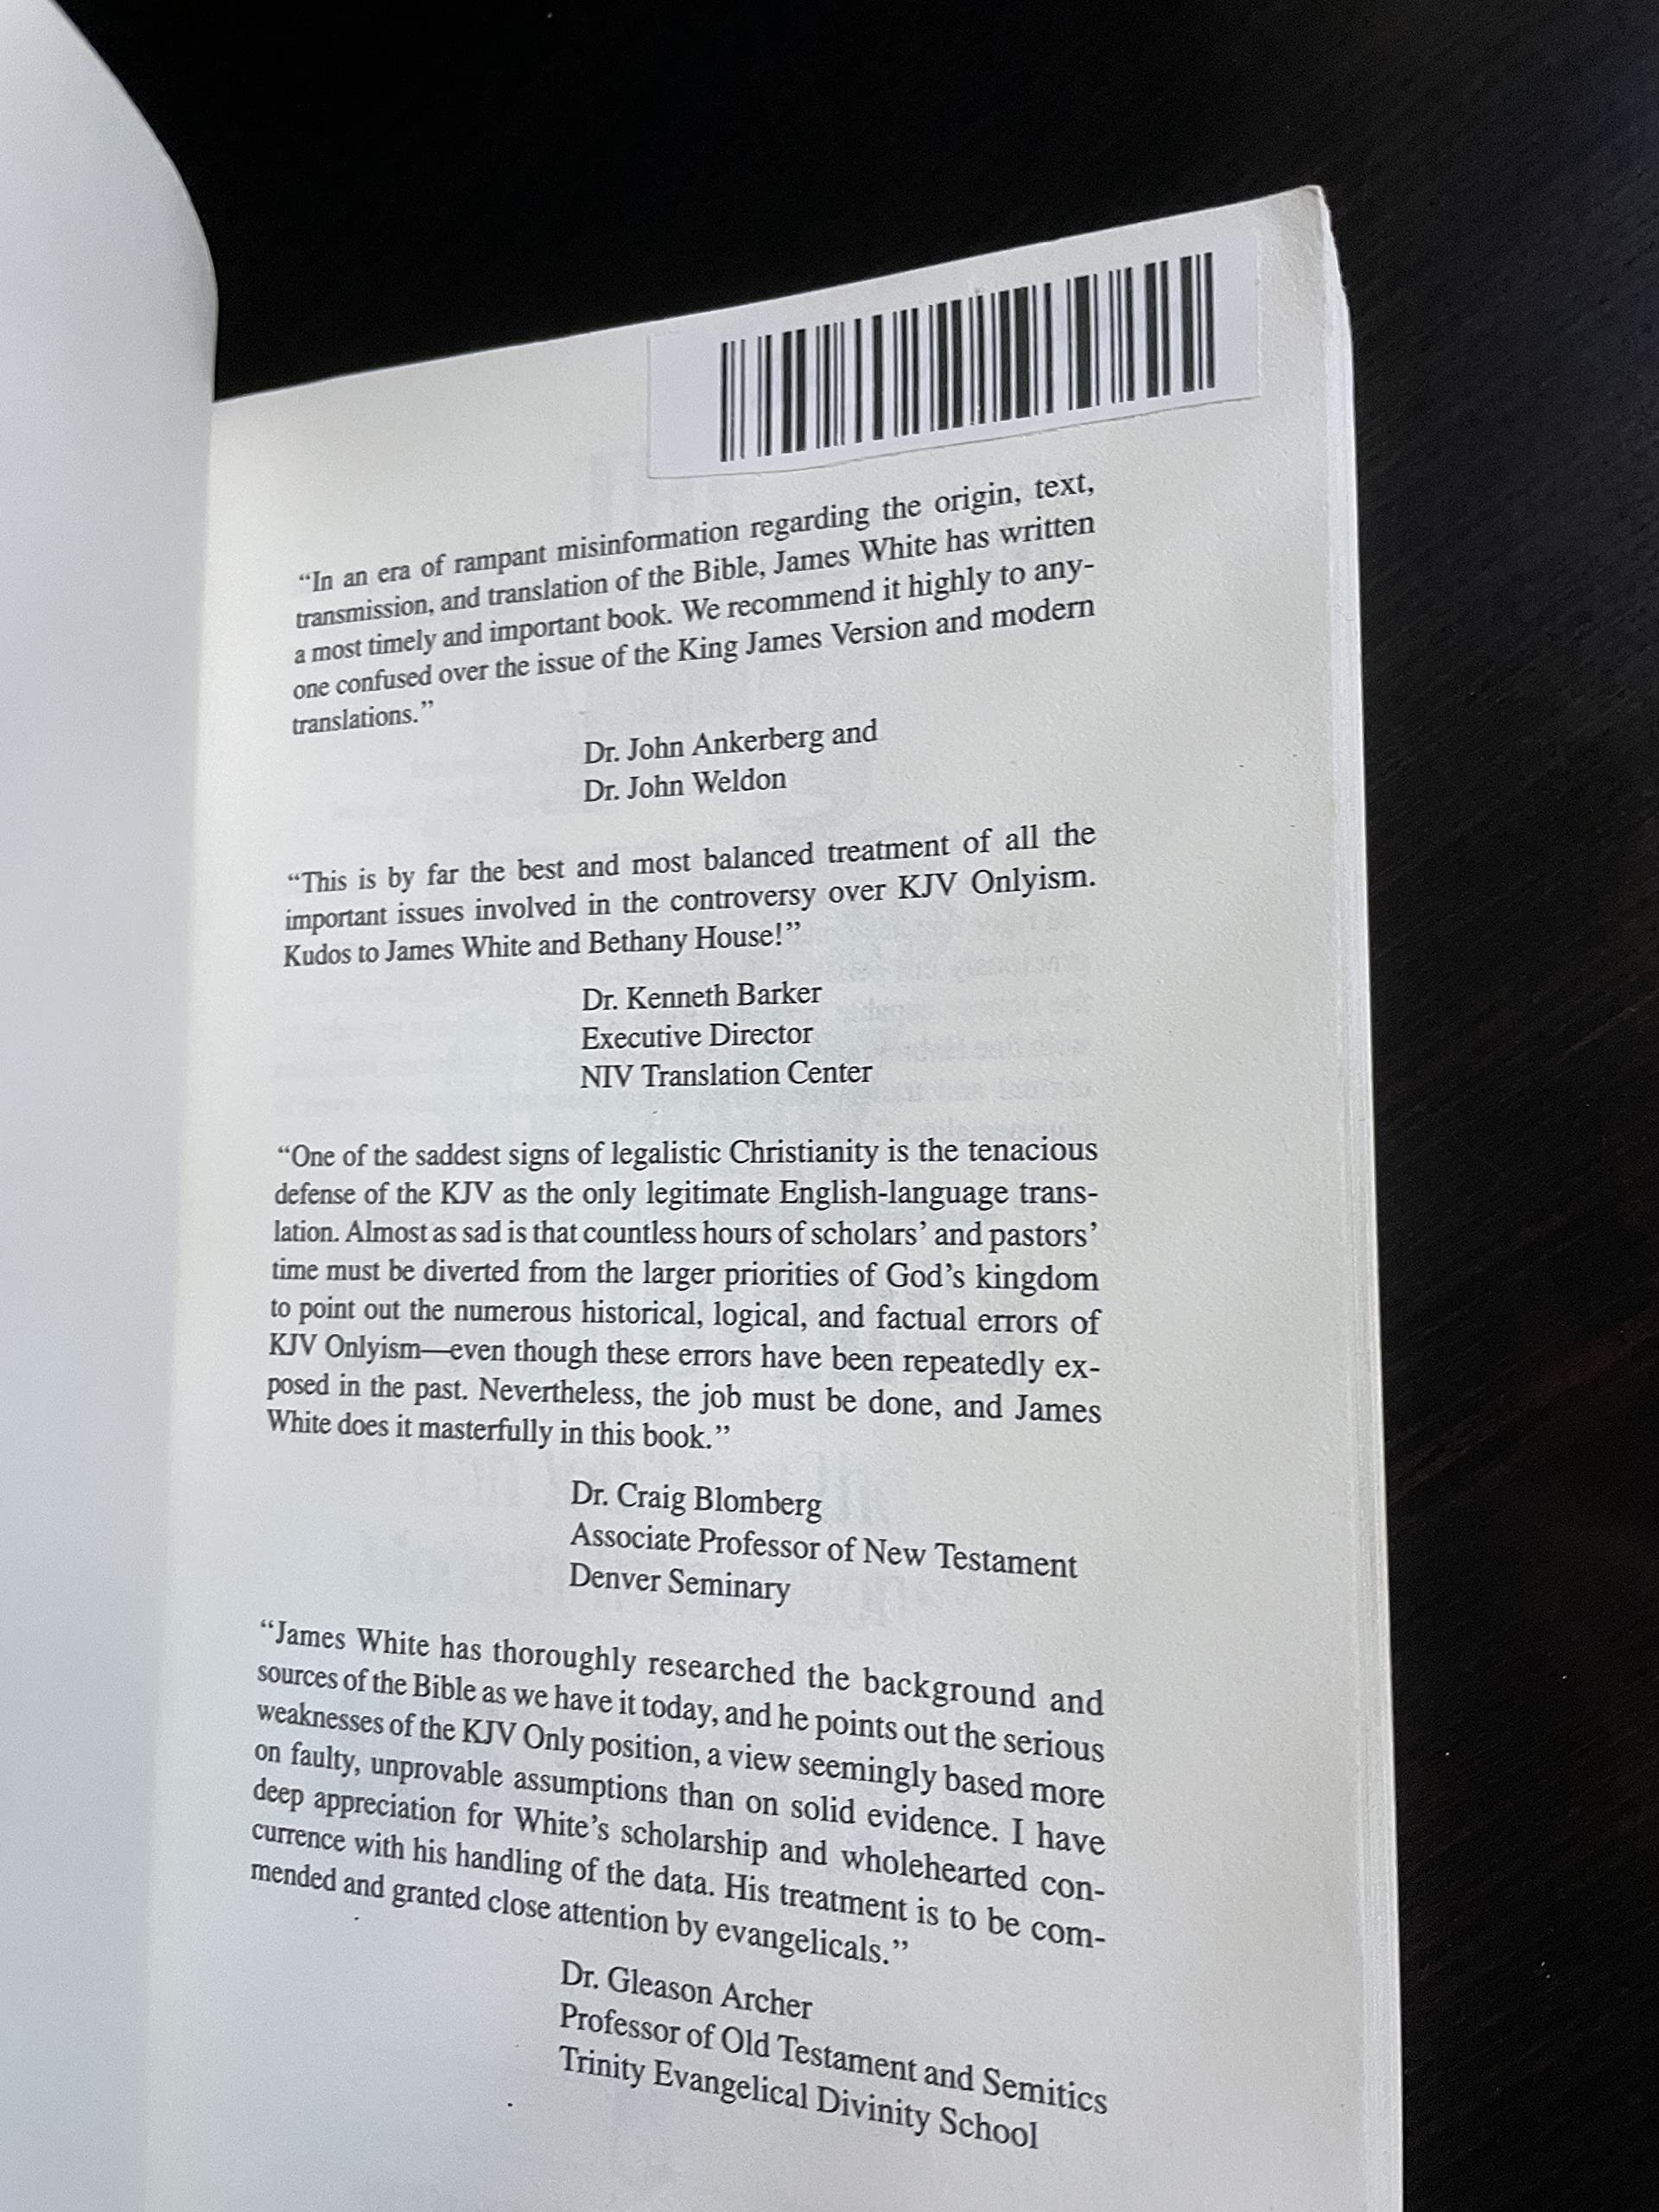 “In an era of rampant misinformation regarding the origin, text,
transmission, and translation of the Bible, James White has written
a most timely and important book. We recommend it highly to any-
one confused over the issue of the King James Version and modern
translations.”
Dr. John Ankerberg and
Dr. John Weldon
“This is by far the best and most balanced treatment of all the
important issues involved in the controversy over KJV Onlyism.
Kudos to James White and Bethany House!”
Dr. Kenneth Barker
Executive Director
NIV Translation Center
“One of the saddest signs of legalistic Christianity is the tenacious
defense of the KJV as the only legitimate English-language trans-
lation. Almost as sad is that countless hours of scholars’ and pastors’
time must be diverted from the larger priorities of God’s kingdom
to point out the numerous historical, logical, and factual errors of
KJV Onlyism—even though these errors have been repeatedly ex-
posed in the past. Nevertheless, the job must be done, and James
White does it masterfully in this book.”
Dr. Craig Blomberg
Associate Professor of New Testament
Denver Seminary
“James White has thoroughly researched the background and
sources of the Bible as we have it today, and he points out the serious
weaknesses of the KJV Only position, a view seemingly based more
on faulty, unprovable assumptions than on solid evidence. I have
deep appreciation for White’s scholarship and wholehearted con-
currence with his handling of the data. His treatment is to be com-
mended and granted close attention by evangelicals.”
Dr. Gleason Archer
Professor of Old Testament and Semitics
Trinity Evangelical Divinity School